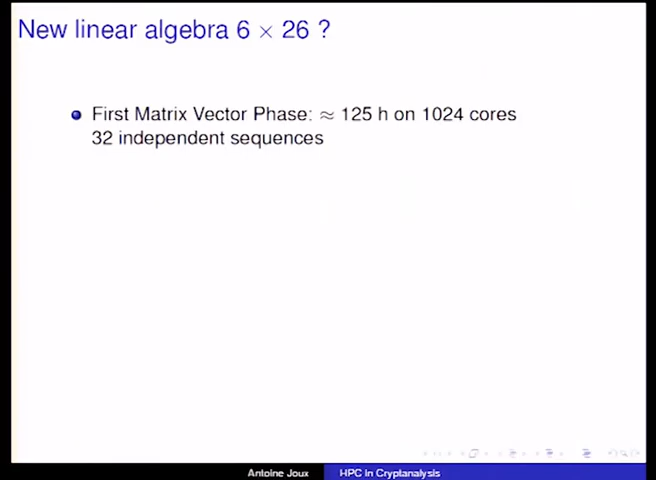 New linear algebra 6 × 26 ?
First Matrix Vector Phase: ≈ 125 h on 1024 cores
32 independent sequences
Antoine Joux
HPC in Cryptanalysis